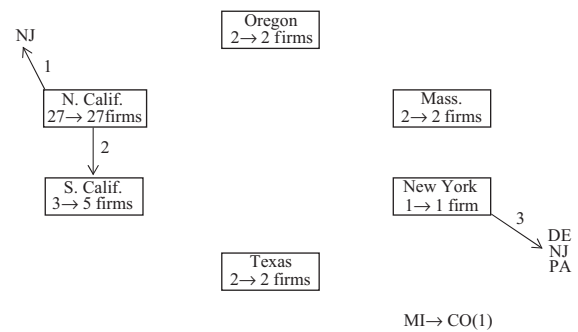 Oregon
2→ 2 firms
NJ
1
N. Calif.
27→ 27firms
Mass.
2→ 2 firms
2
S. Calif.
3→ 5 firms
New York
1→ 1 firm
3
DE
NJ
PA
Texas
2→ 2 firms
MI→ CO(1)